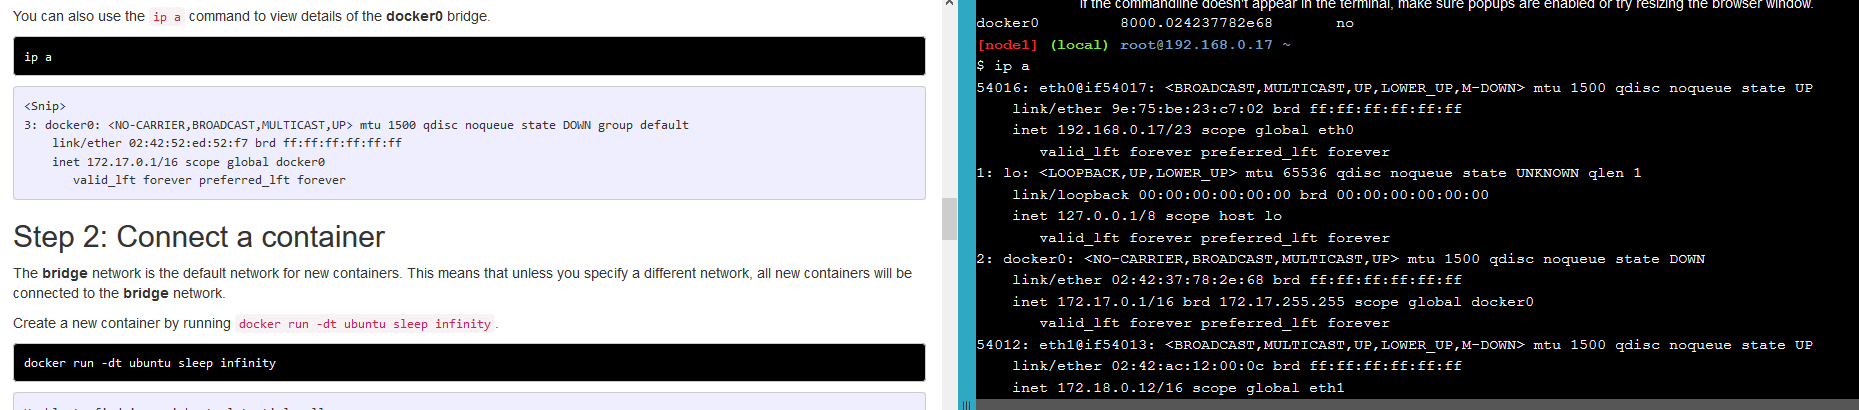 You can also use the ip a command to view details of the docker0 bridge.
ip a
<Snip>
3: docker0: <NO-CARRIER,BROADCAST,MULTICAST,UP> mtu 1500 qdisc noqueue state DOWN group default
link/ether 02:42:52:ed:52:f7 brd ff:ff:ff:ff:ff:ff
inet 172.17.0.1/16 scope global docker0
valid_lft forever preferred_lft forever
Step 2: Connect a container
The bridge network is the default network for new containers. This means that unless you specify a different network, all new containers will be
connected to the bridge network.
Create a new container by running docker run -dt ubuntu sleep infinity.
docker run -dt ubuntu sleep infinity
If the commandline doesn't appear in the terminal, make sure popups are enabled or try resizing the browser window.
docker0 8000.024237782e68 no
[node1] (local) root@192.168.0.17 ~
$ ip a
54016: eth0@if54017: <BROADCAST,MULTICAST,UP,LOWER_UP,M-DOWN> mtu 1500 qdisc noqueue state UP
link/ether 9e:75:be:23:c7:02 brd ff:ff:ff:ff:ff:ff
inet 192.168.0.17/23 scope global eth0
valid_lft forever preferred_lft forever
1: lo: <LOOPBACK,UP,LOWER_UP> mtu 65536 qdisc noqueue state UNKNOWN qlen 1
link/loopback 00:00:00:00:00:00 brd 00:00:00:00:00:00
inet 127.0.0.1/8 scope host lo
valid_lft forever preferred_lft forever
2: docker0: <NO-CARRIER,BROADCAST,MULTICAST,UP> mtu 1500 qdisc noqueue state DOWN
link/ether 02:42:37:78:2e:68 brd ff:ff:ff:ff:ff:ff
inet 172.17.0.1/16 brd 172.17.255.255 scope global docker0
valid_lft forever preferred_lft forever
54012: eth1@if54013: <BROADCAST,MULTICAST,UP,LOWER_UP,M-DOWN> mtu 1500 qdisc noqueue state UP
link/ether 02:42:ac:12:00:0c brd ff:ff:ff:ff:ff:ff
inet 172.18.0.12/16 scope global eth1